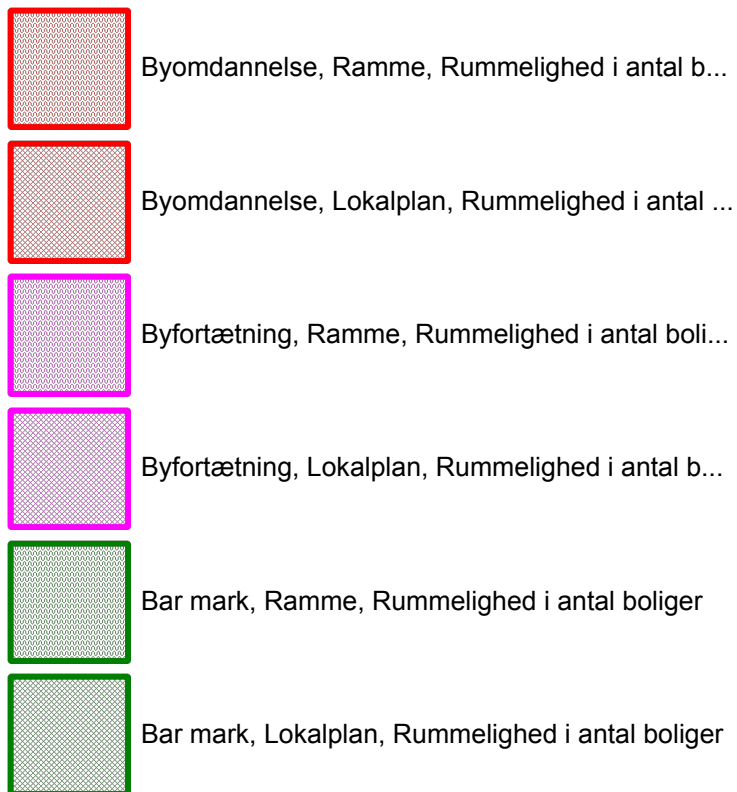 Byomdannelse, Ramme, Rummelighed i antal b...
Byomdannelse, Lokalplan, Rummelighed i antal ...
Byfortætning, Ramme, Rummelighed i antal boli...
Byfortætning, Lokalplan, Rummelighed i antal b...
Bar mark, Ramme, Rummelighed i antal boliger
Bar mark, Lokalplan, Rummelighed i antal boliger